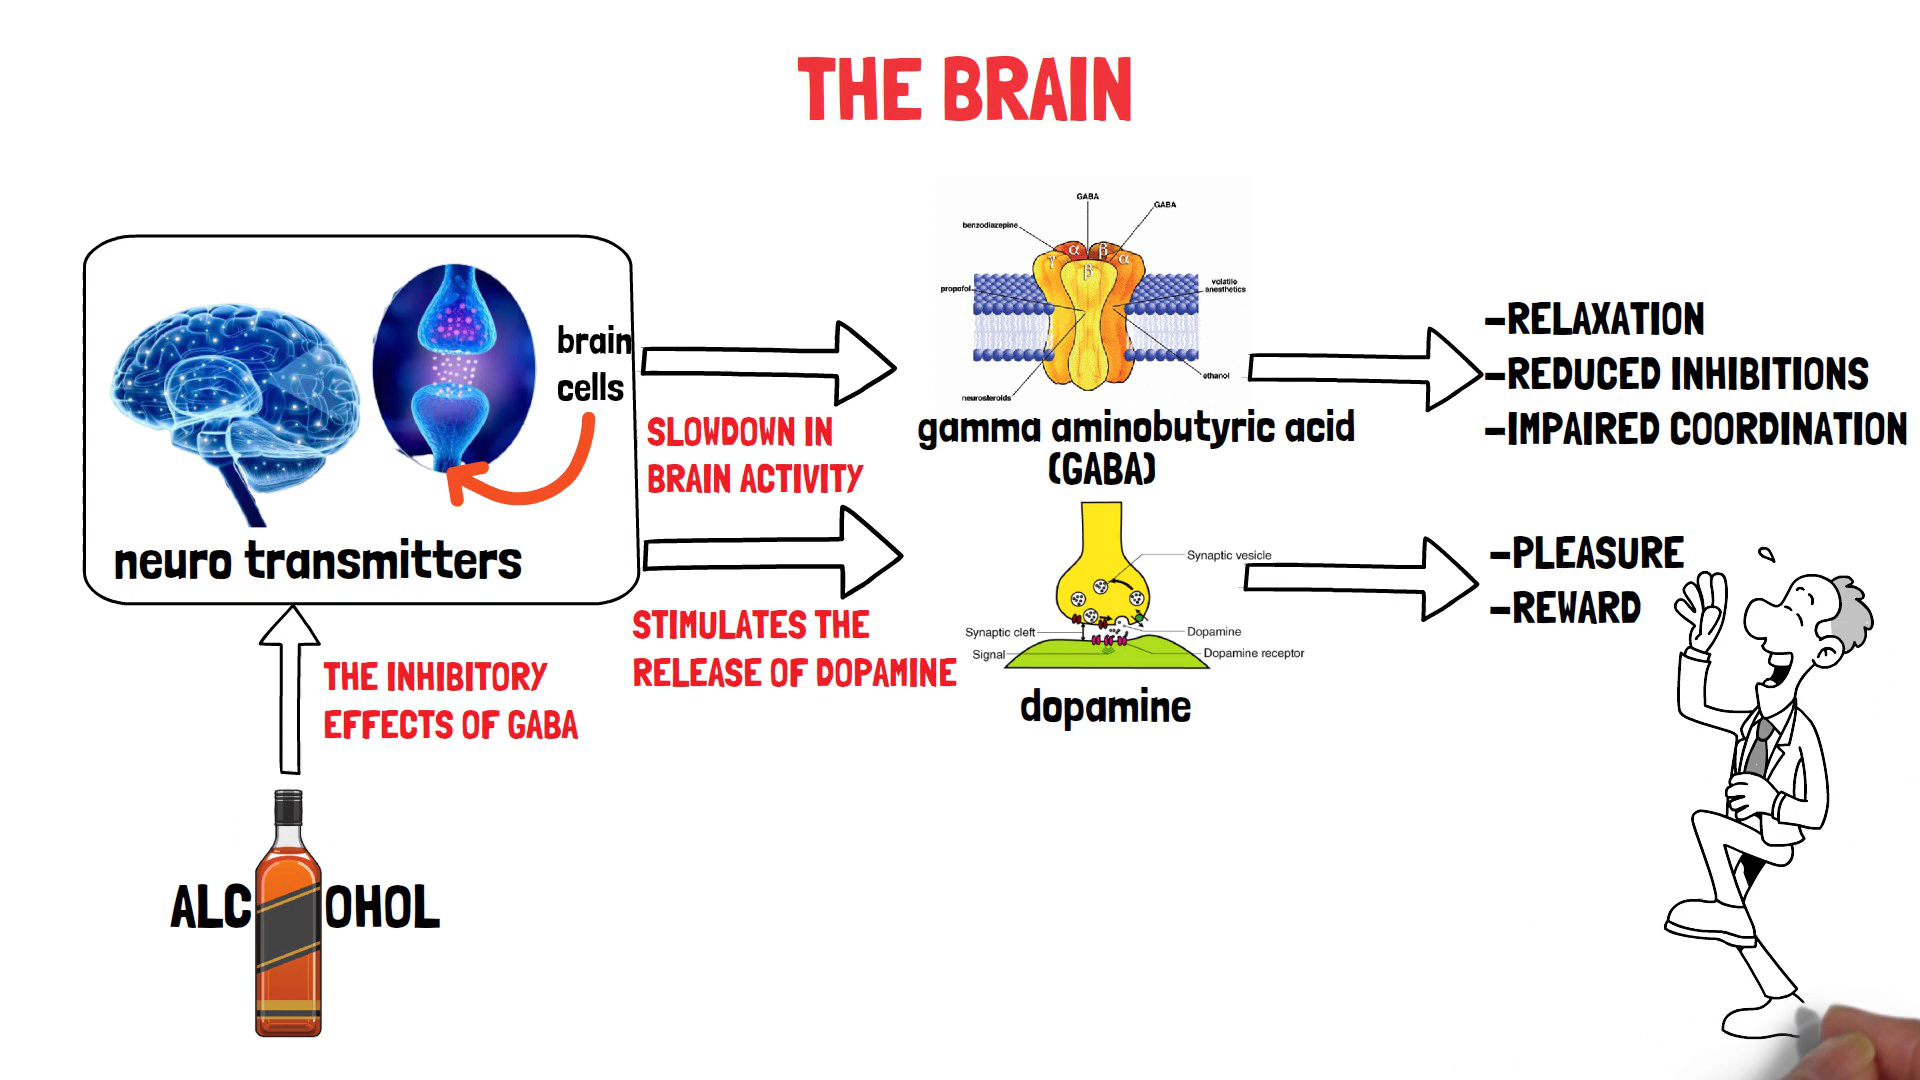 THE BRAIN
GABA
GABA
benzodiazepine
α
β
γ
α
β
propofol
volatile
anesthetics
ethanol
neurosteroids
brain
cells
neuro transmitters
SLOWDOWN IN
BRAIN ACTIVITY
gamma aminobutyric acid
(GABA)
-RELAXATION
-REDUCED INHIBITIONS
-IMPAIRED COORDINATION
STIMULATES THE
RELEASE OF DOPAMINE
Synaptic vesicle
Synaptic cleft
Dopamine
Signal
Dopamine receptor
dopamine
-PLEASURE
-REWARD
THE INHIBITORY
EFFECTS OF GABA
ALC OHOL